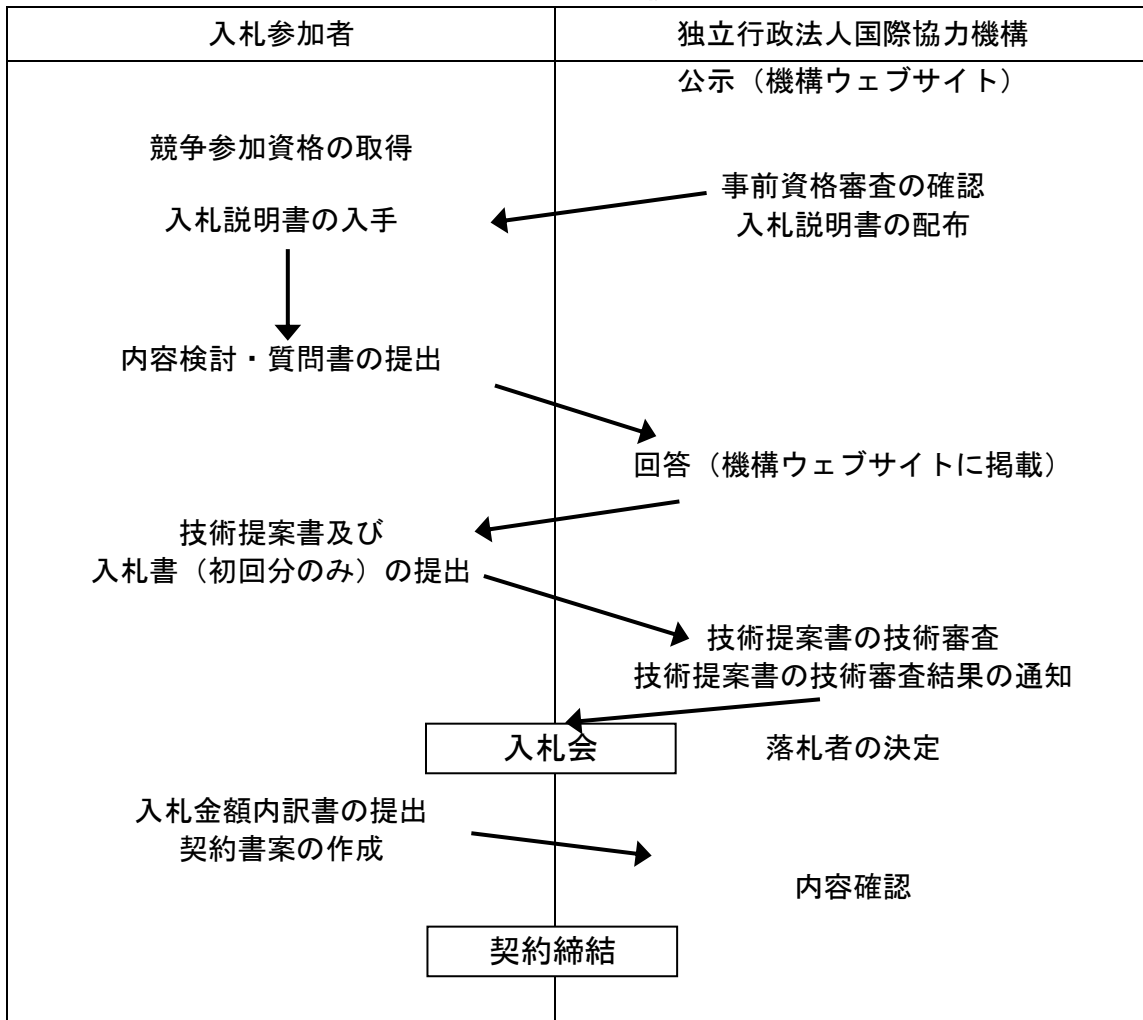 入札参加者
独立行政法人国際協力機構
公示（機構ウェブサイト）
競争参加資格の取得
事前資格審査の確認
入札説明書の入手
入札説明書の配布
内容検討・質問書の提出
回答（機構ウェブサイトに掲載）
技術提案書及び
入札書（初回分のみ）の提出
技術提案書の技術審査
技術提案書の技術審査結果の通知
入札会
落札者の決定
入札金額内訳書の提出
契約書案の作成
内容確認
契約締結